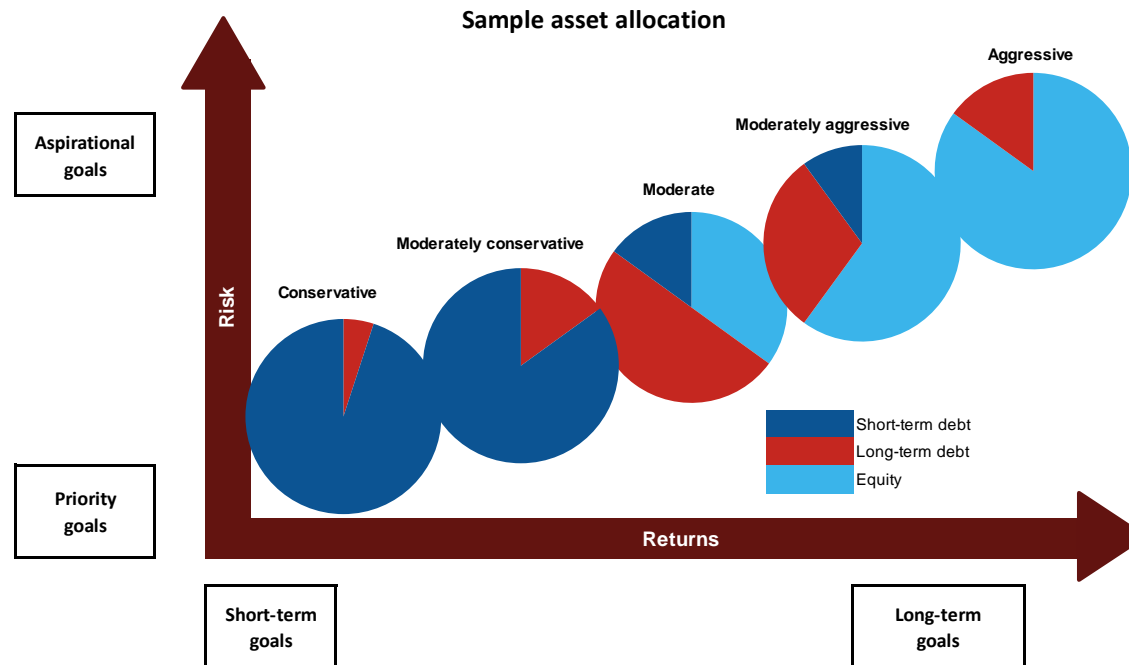 Sample asset allocation
Aggressive
Moderately aggressive
Aspirational
goals
Moderate
Moderately conservative
Conservative
Risk
Short-term debt
Long-term debt
Equity
Priority
goals
Returns
Short-term
goals
Long-term
goals